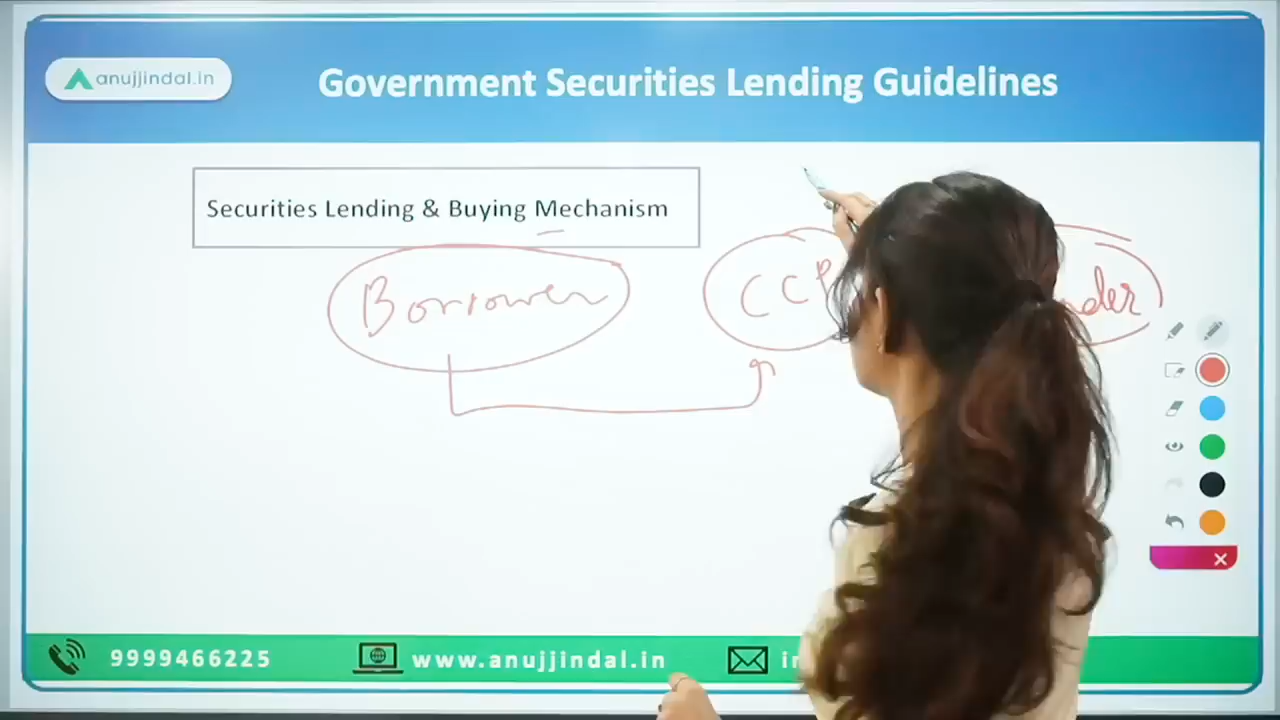 anujjindal.in
Government Securities Lending Guidelines
Securities Lending & Buying Mechanism
Borrower
CCP
9999466225
www.anujjindal.in